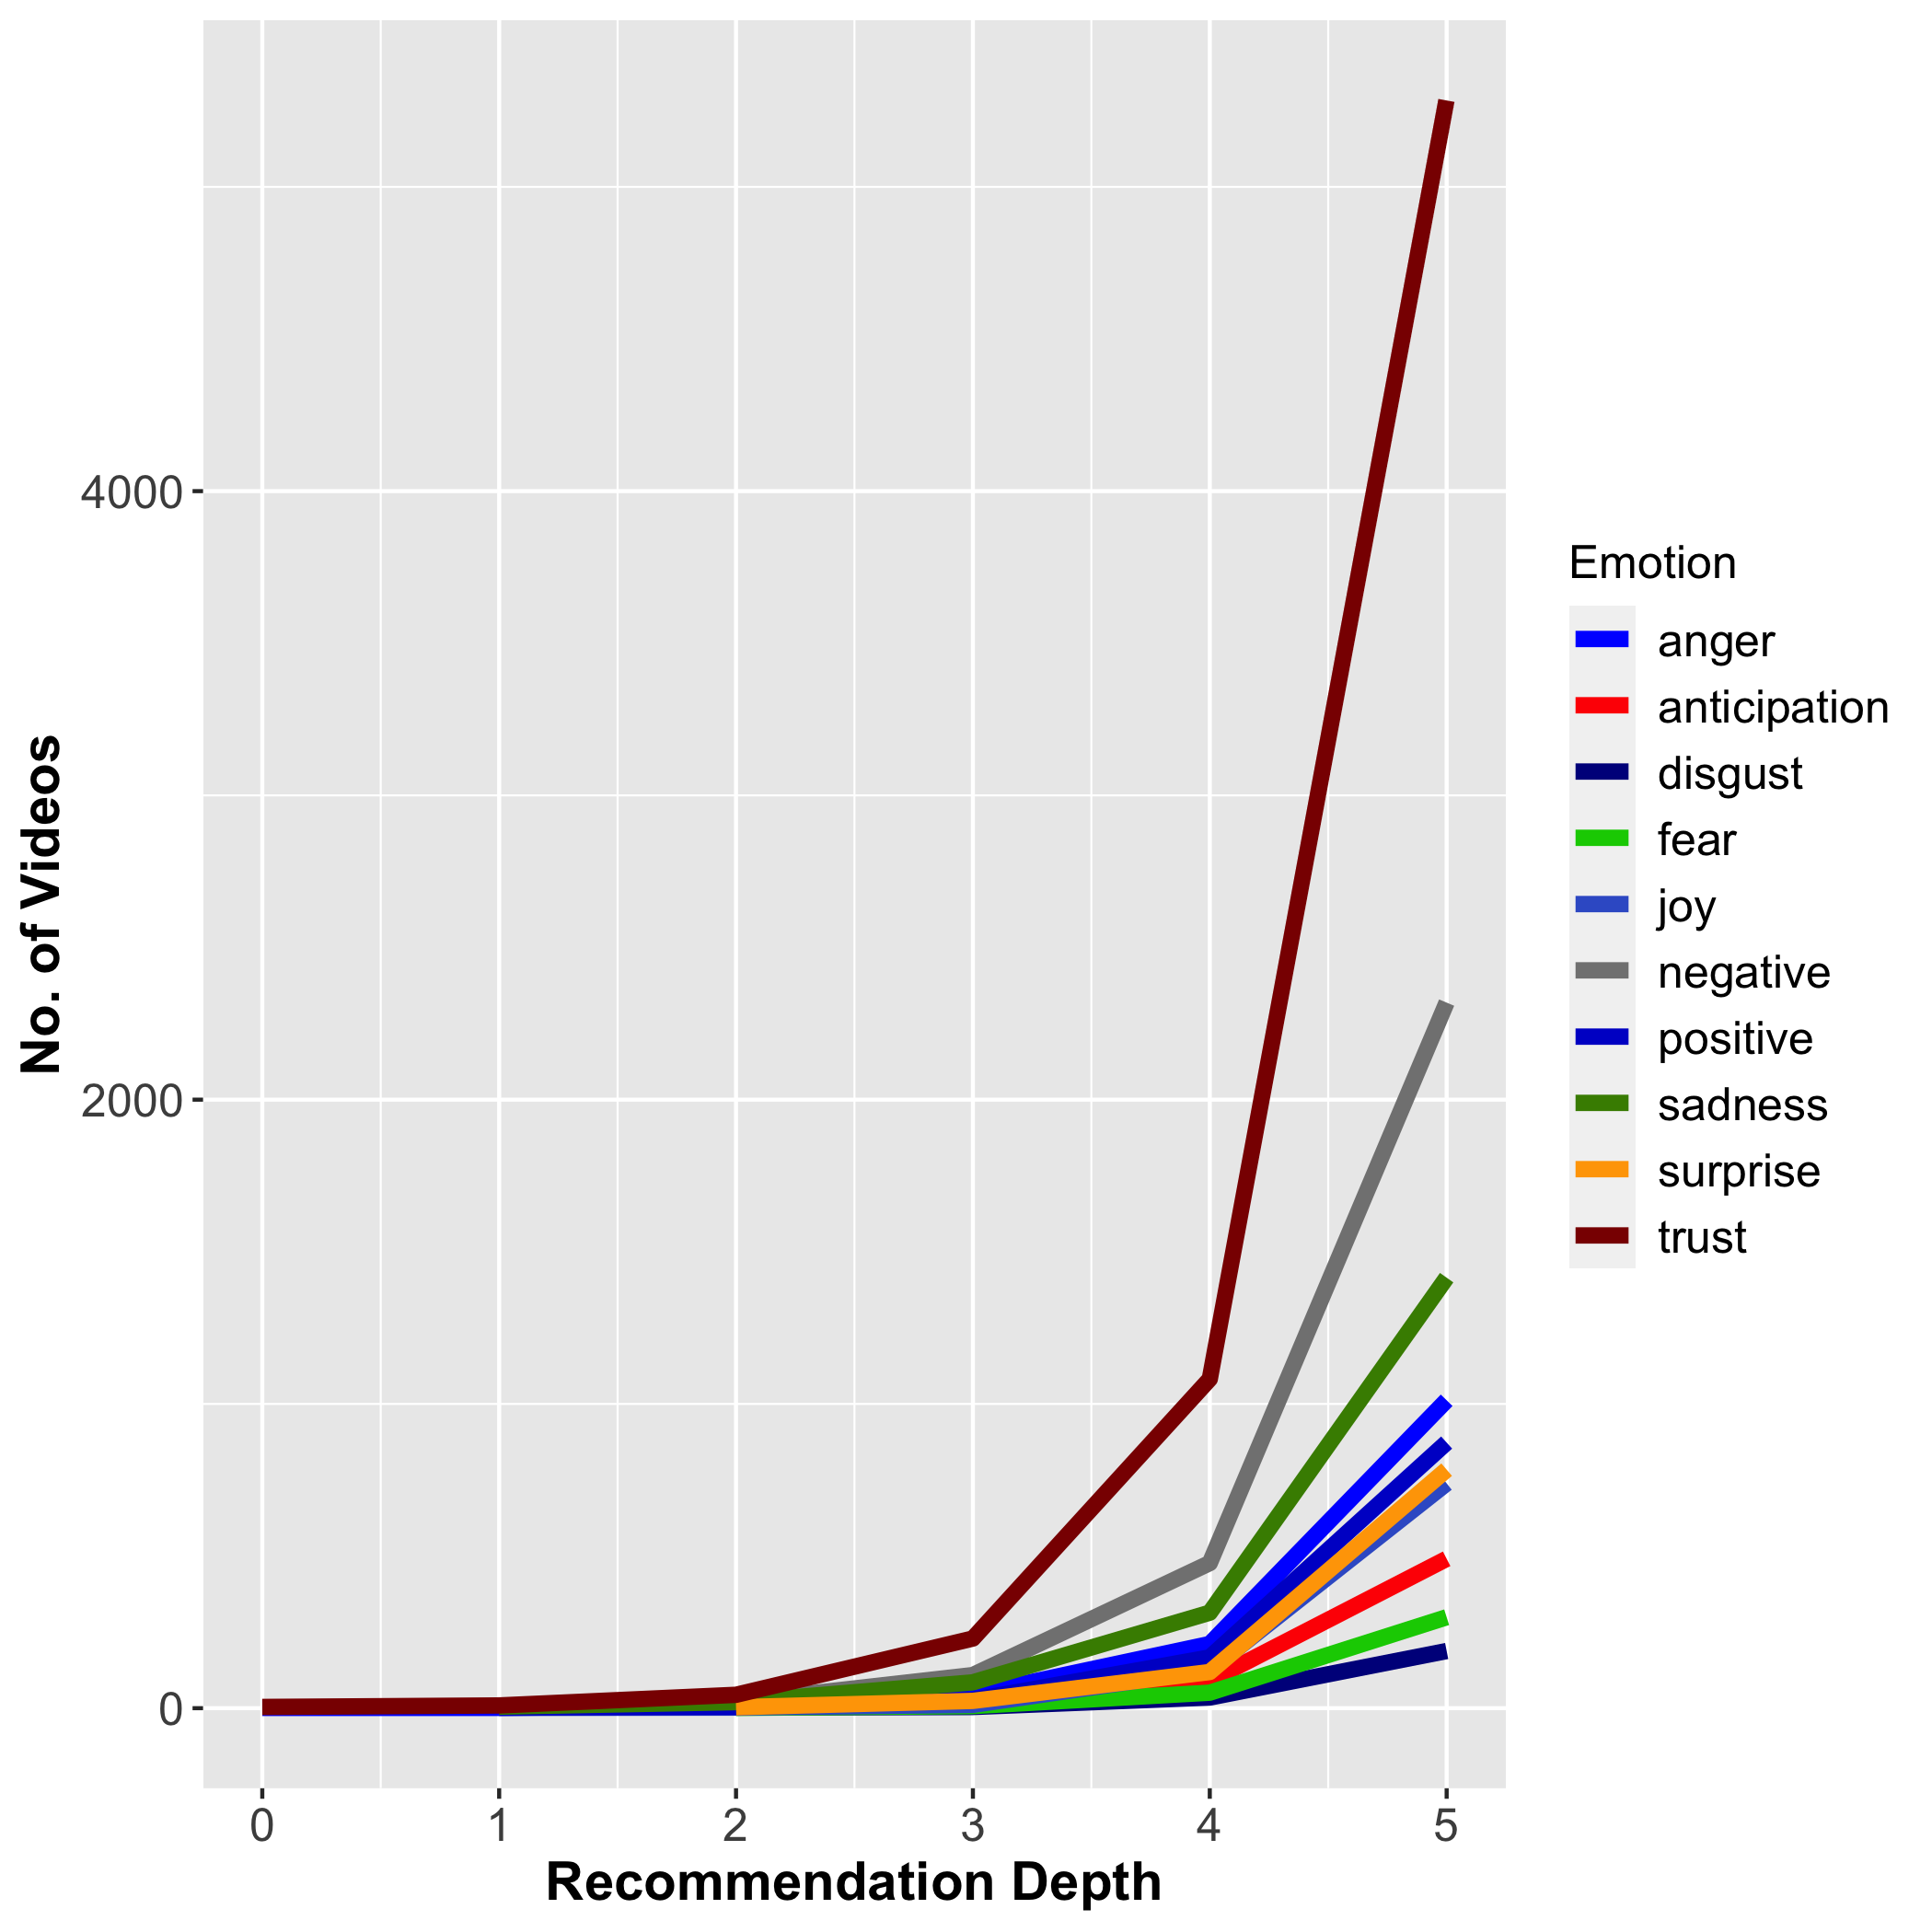 No. of Videos
4000
2000
0
0 1 2 3 4 5
Recommendation Depth
Emotion
anger
anticipation
disgust
fear
joy
negative
positive
sadness
surprise
trust